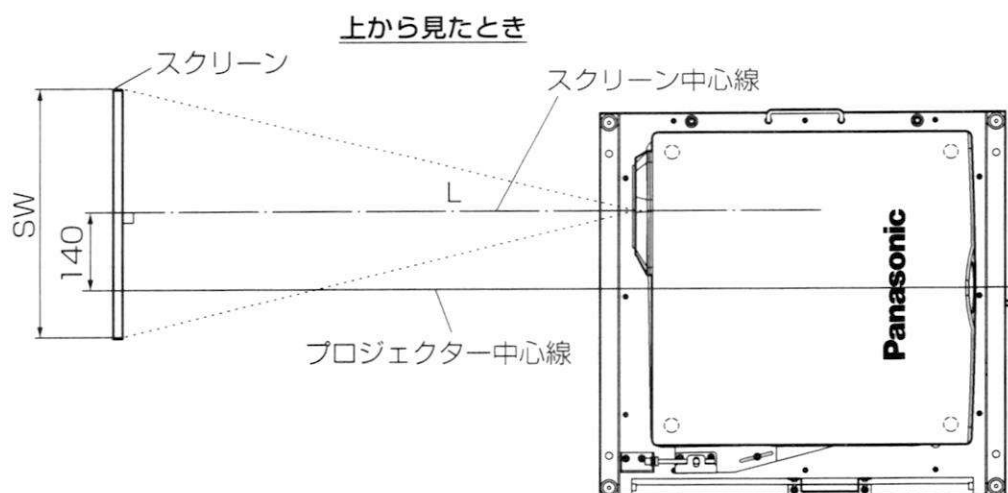 上から見たとき
スクリーン
スクリーン中心線
L
SW
140
プロジェクター中心線
Panasonic